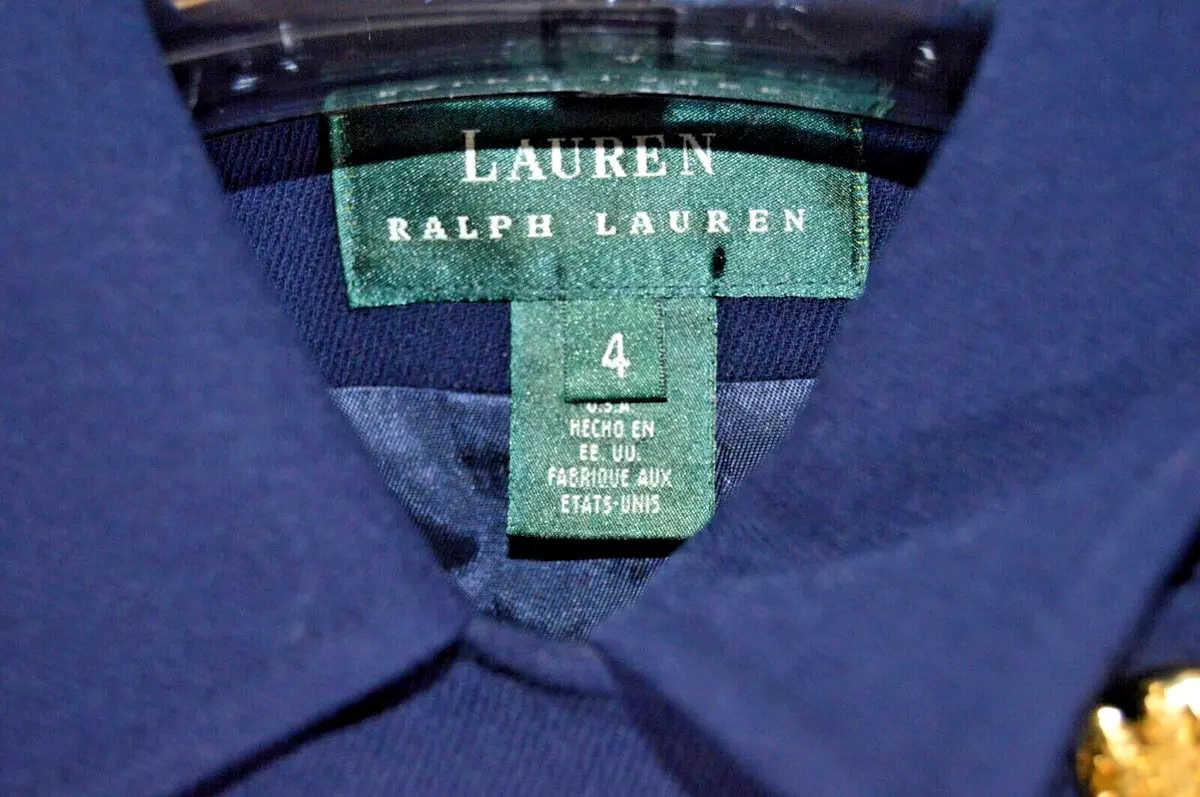 LAUREN
RALPH LAUREN
4
U.S.A.
HECHO EN
EE. UU.
FABRIQUE AUX
ETATS-UNIS